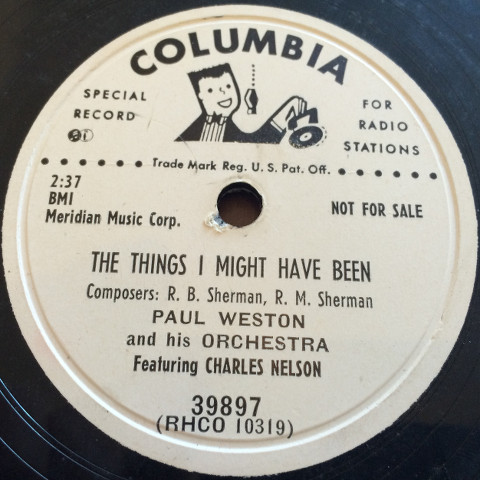 COLUMBIA
SPECIAL RECORD
FOR RADIO STATIONS
Trade Mark Reg. U. S. Pat. Off.
2:37
BMI
Meridian Music Corp.
NOT FOR SALE
THE THINGS I MIGHT HAVE BEEN
Composers: R. B. Sherman, R. M. Sherman
PAUL WESTON
and his ORCHESTRA
Featuring CHARLES NELSON
39897
(RHCO 10319)